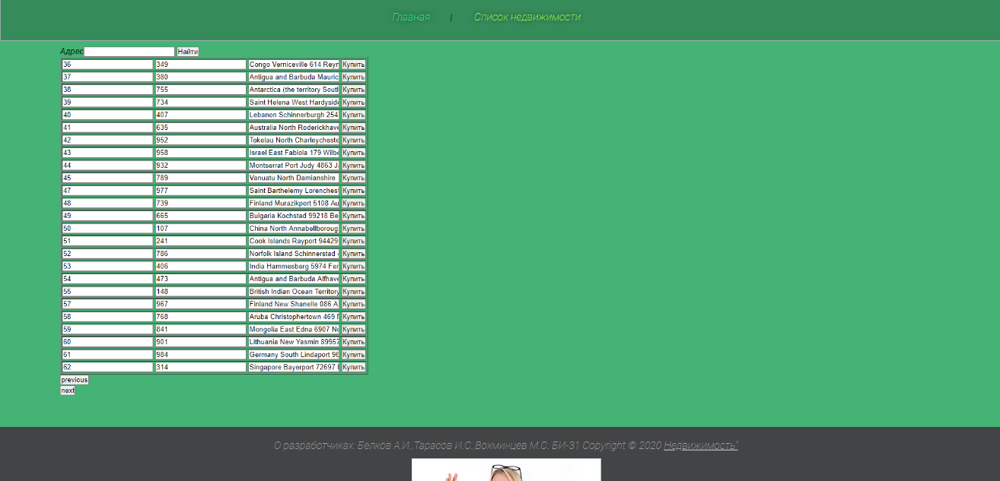 Главная | Список недвижимости
Адрес Найти
36 349 Congo Verniceville 614 Reyn Купить
37 380 Antigua and Barbuda Mauric Купить
38 755 Antarctica (the territory South Купить
39 734 Saint Helena West Hardyside Купить
40 407 Lebanon Schinnerburgh 254 Купить
41 635 Australia North Roderickhave Купить
42 952 Tokelau North Charleycheste Купить
43 958 Israel East Fabiola 179 Wilbe Купить
44 932 Montserrat Port Judy 4863 J Купить
45 789 Vanuatu North Damianshire Купить
47 977 Saint Barthelemy Lorenchest Купить
48 739 Finland Murazikport 5108 Au Купить
49 665 Bulgaria Kochstad 99218 Be Купить
50 107 China North Annabellboroug Купить
51 241 Cook Islands Rayport 94429 Купить
52 786 Norfolk Island Schinnerstad Купить
53 406 India Hammesberg 5974 Fer Купить
54 473 Antigua and Barbuda Alfhave Купить
55 148 British Indian Ocean Territory Купить
57 967 Finland New Shanelle 086 A Купить
58 768 Aruba Christophertown 469 Купить
59 841 Mongolia East Edna 6907 No Купить
60 901 Lithuania New Yasmin 89957 Купить
61 984 Germany South Lindaport 96 Купить
62 314 Singapore Bayerport 72697 Купить
previous
next
О разработчиках: Белков А.И.,Тарасов И.С.,Вохминцев М.С. БИ-31 Copyright © 2020 Недвижимость"